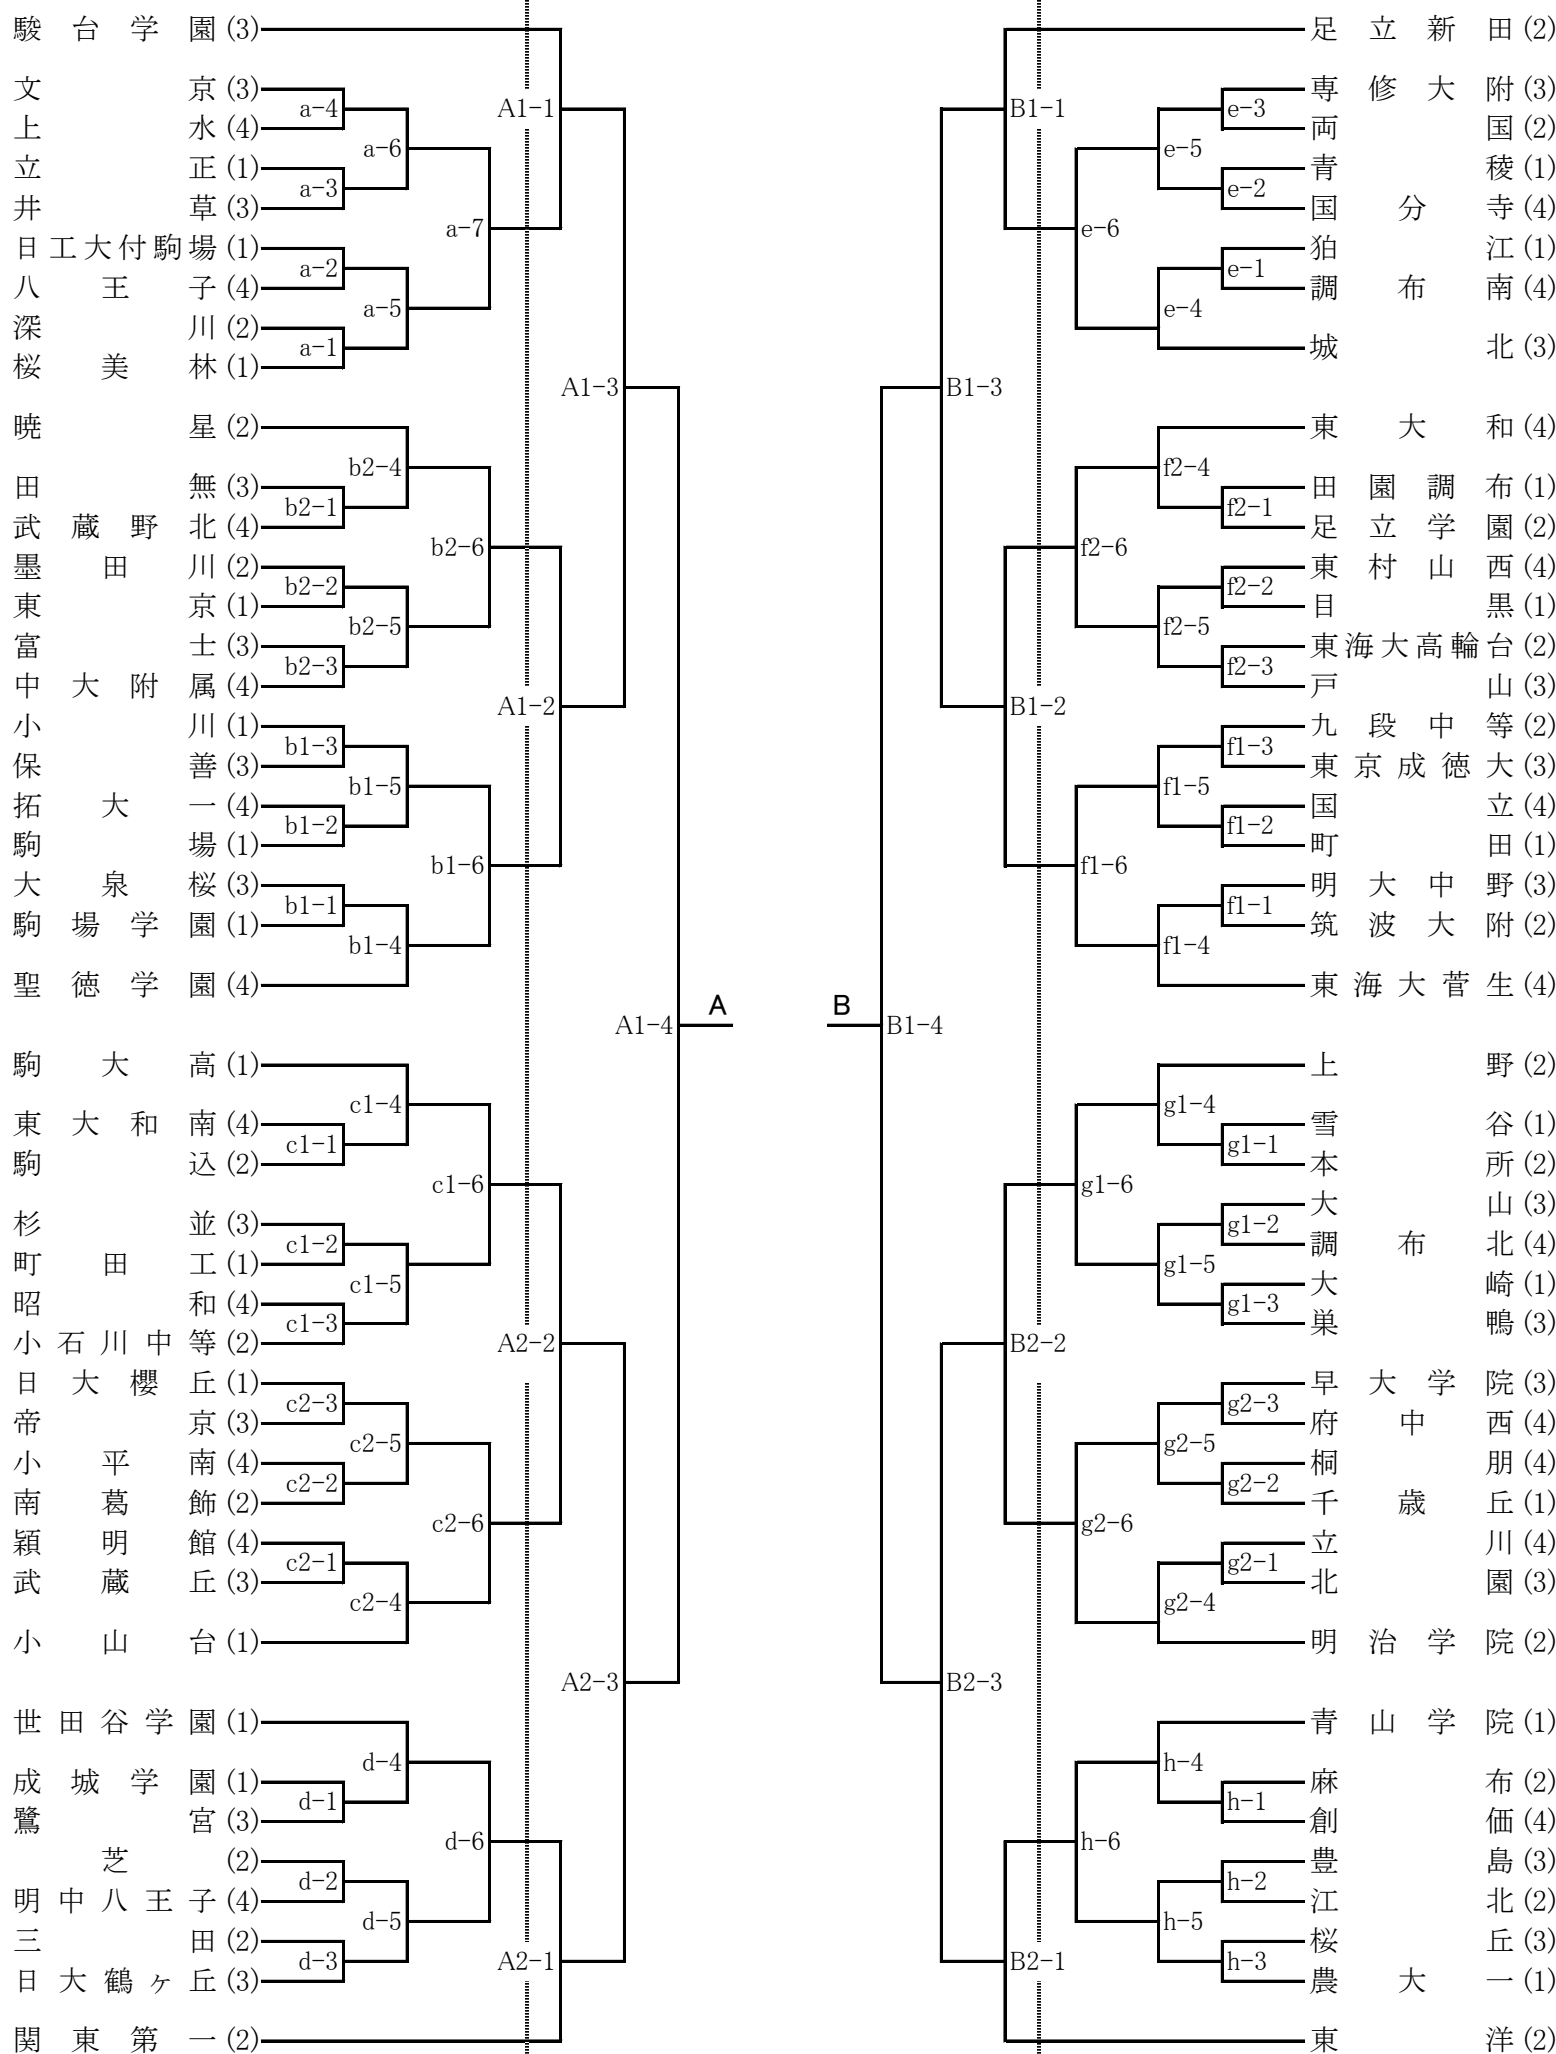 駿台学園(3)
文京(3)
a-4
上水(4)
a-6
立正(1)
a-3
井草(3)
A1-1
a-7
日工大付駒場(1)
a-2
八王子(4)
a-5
深川(2)
a-1
桜美林(1)
A1-3
暁星(2)
b2-4
田無(3)
b2-1
武蔵野北(4)
b2-6
墨田川(2)
b2-2
東京(1)
b2-5
富士(3)
b2-3
中大附属(4)
A1-2
小川(1)
b1-3
保善(3)
b1-5
拓大一(4)
b1-2
駒場(1)
b1-6
大泉桜(3)
b1-1
駒場学園(1)
b1-4
聖徳学園(4)
A1-4
A
駒大高(1)
c1-4
東大和南(4)
c1-1
駒込(2)
c1-6
杉並(3)
c1-2
町田工(1)
c1-5
昭和(4)
c1-3
小石川中等(2)
A2-2
日大櫻丘(1)
c2-3
帝京(3)
c2-5
小平南(4)
c2-2
南葛飾(2)
c2-6
穎明館(4)
c2-1
武蔵丘(3)
c2-4
小山台(1)
A2-3
世田谷学園(1)
d-4
成城学園(1)
d-1
鷺宮(3)
d-6
芝(2)
d-2
明中八王子(4)
d-5
三田(2)
d-3
日大鶴ヶ丘(3)
A2-1
関東第一(2)
足立新田(2)
B1-1
専修大附(3)
e-3
両国(2)
e-5
青稜(1)
e-2
国分寺(4)
e-6
狛江(1)
e-1
調布南(4)
e-4
城北(3)
B1-3
東大和(4)
f2-4
田園調布(1)
f2-1
足立学園(2)
f2-6
東村山西(4)
f2-2
目黒(1)
f2-5
東海大高輪台(2)
f2-3
戸山(3)
B1-2
九段中等(2)
f1-3
東京成徳大(3)
f1-5
国立(4)
f1-2
町田(1)
f1-6
明大中野(3)
f1-1
筑波大附(2)
f1-4
東海大菅生(4)
B
B1-4
上野(2)
g1-4
雪谷(1)
g1-1
本所(2)
g1-6
大山(3)
g1-2
調布北(4)
g1-5
大崎(1)
g1-3
巣鴨(3)
B2-2
早大学院(3)
g2-3
府中西(4)
g2-5
桐朋(4)
g2-2
千歳丘(1)
g2-6
立川(4)
g2-1
北園(3)
g2-4
明治学院(2)
B2-3
青山学院(1)
h-4
麻布(2)
h-1
創価(4)
h-6
豊島(3)
h-2
江北(2)
h-5
桜丘(3)
h-3
農大一(1)
B2-1
東洋(2)